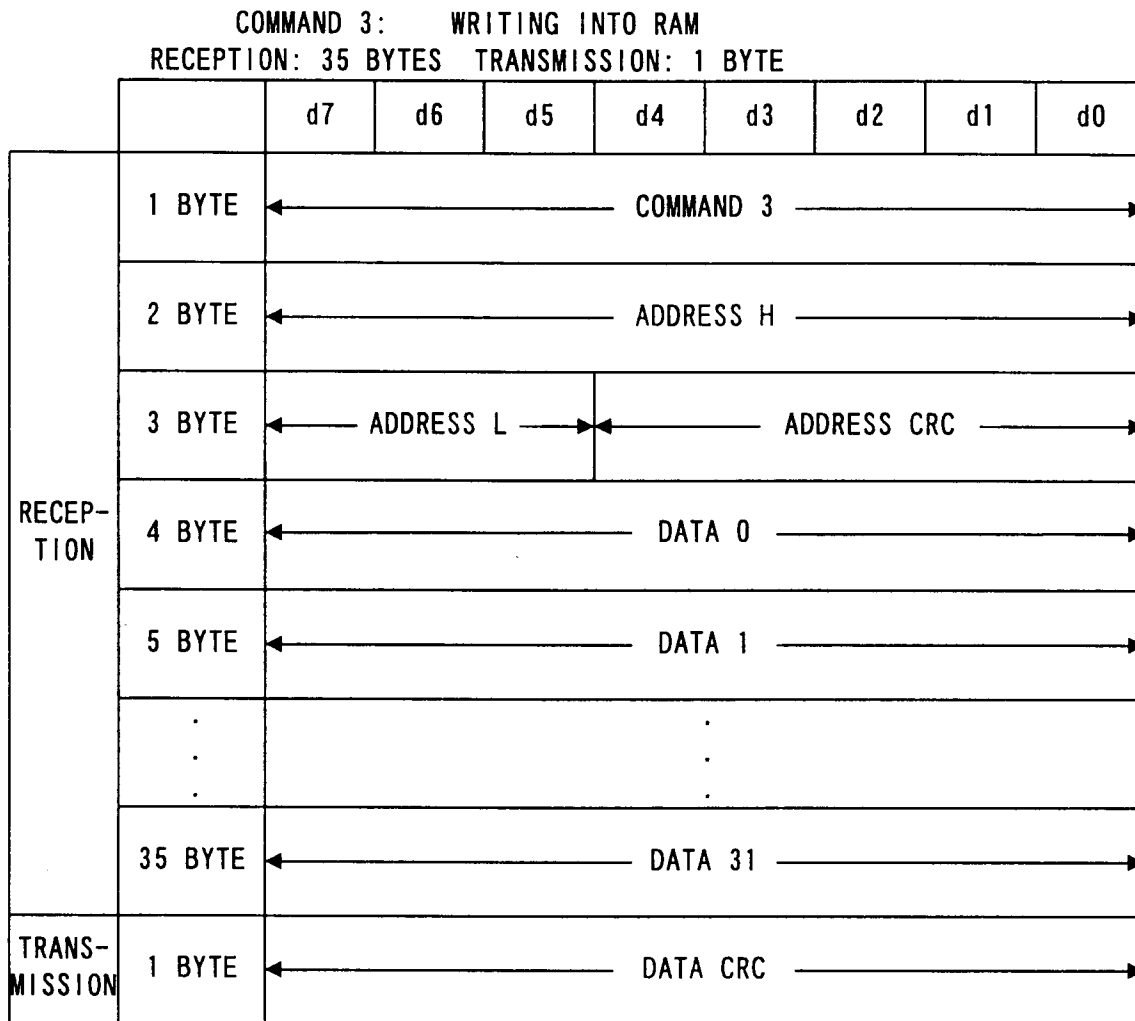 COMMAND 3: WRITING INTO RAM
RECEPTION: 35 BYTES TRANSMISSION: 1 BYTE
d7 d6 d5 d4 d3 d2 d1 d0
1 BYTE COMMAND 3
2 BYTE ADDRESS H
3 BYTE ADDRESS L ADDRESS CRC
RECEP-
TION
4 BYTE DATA 0
5 BYTE DATA 1
. .
. .
. .
35 BYTE DATA 31
TRANS-
MISSION
1 BYTE DATA CRC